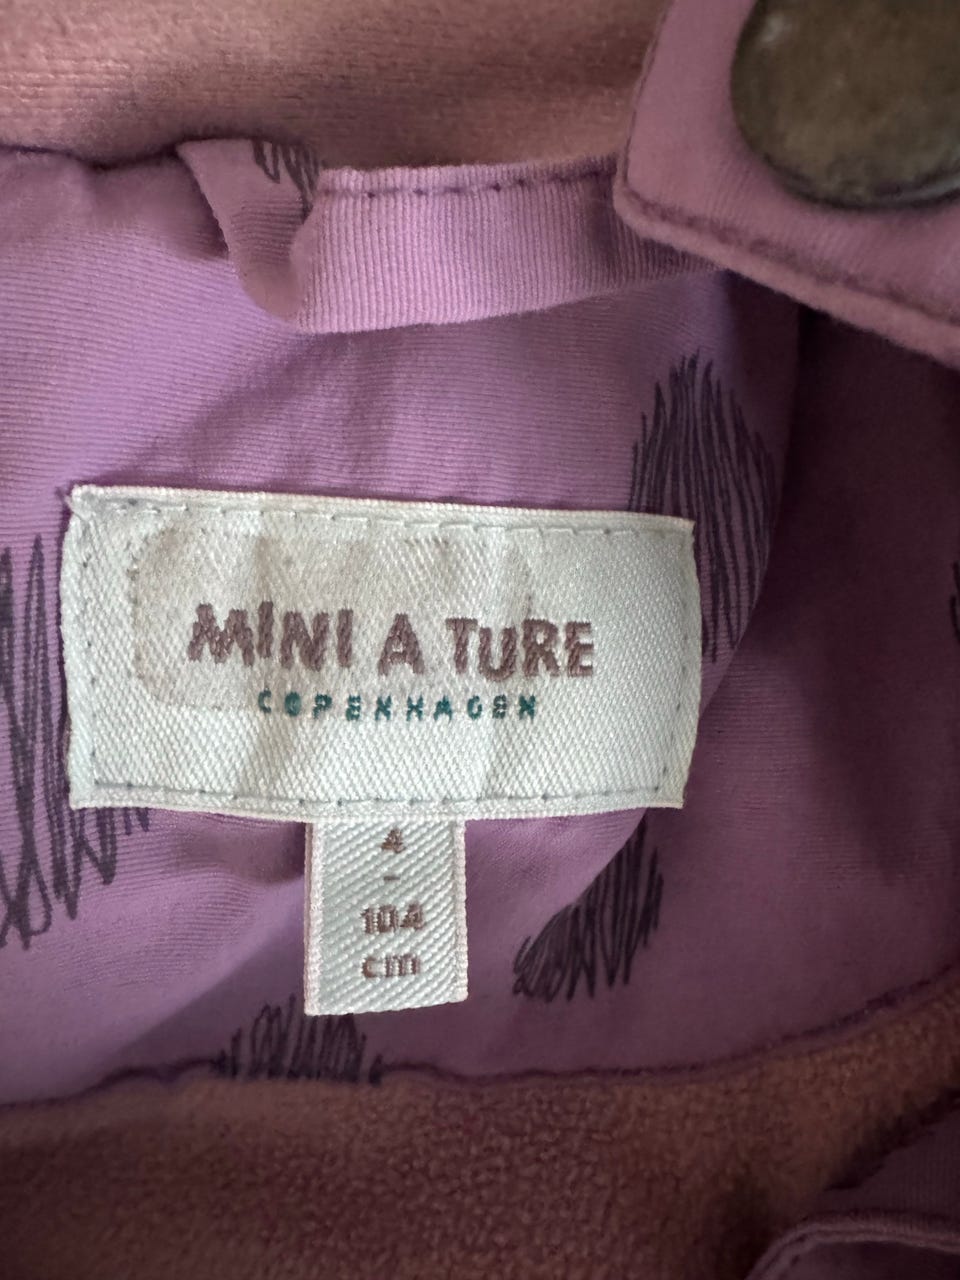 MINI A TURE
COPENHAGEN
4
-
104
cm